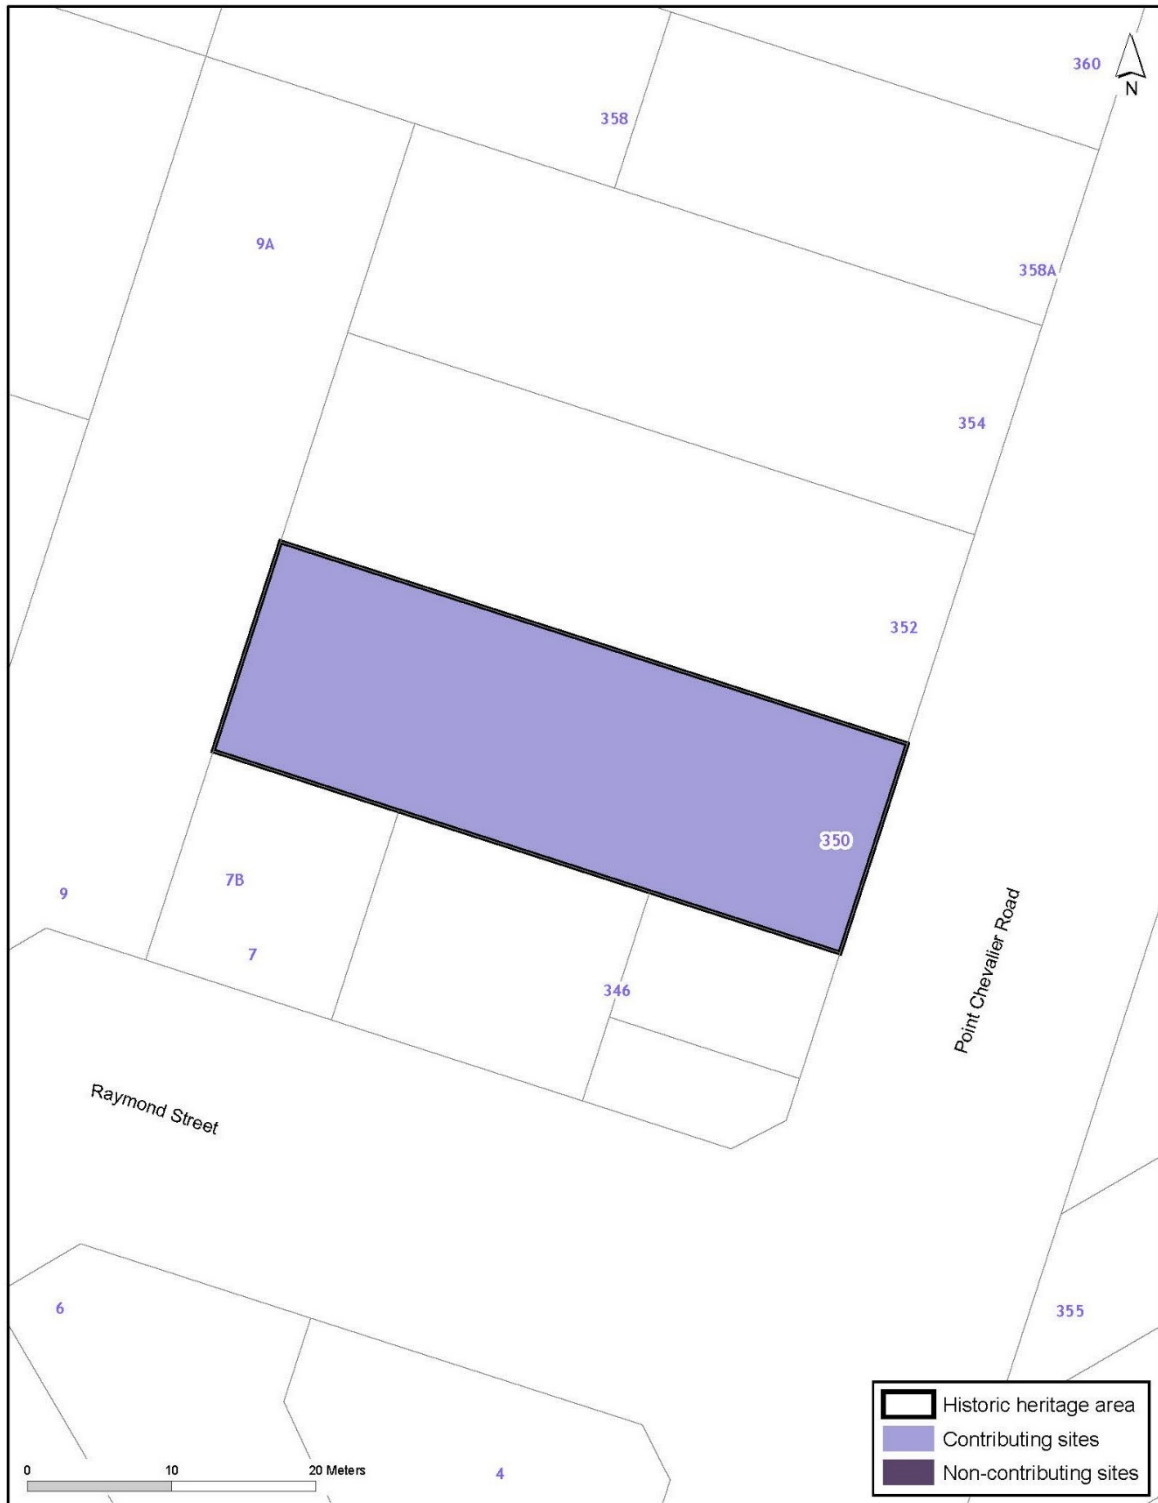 360
N
358
9A
358A
354
352
350
7B
9
7
346
Point Chevalier Road
Raymond Street
6
355
Historic heritage area
Contributing sites
Non-contributing sites
0 10 20 Meters
4